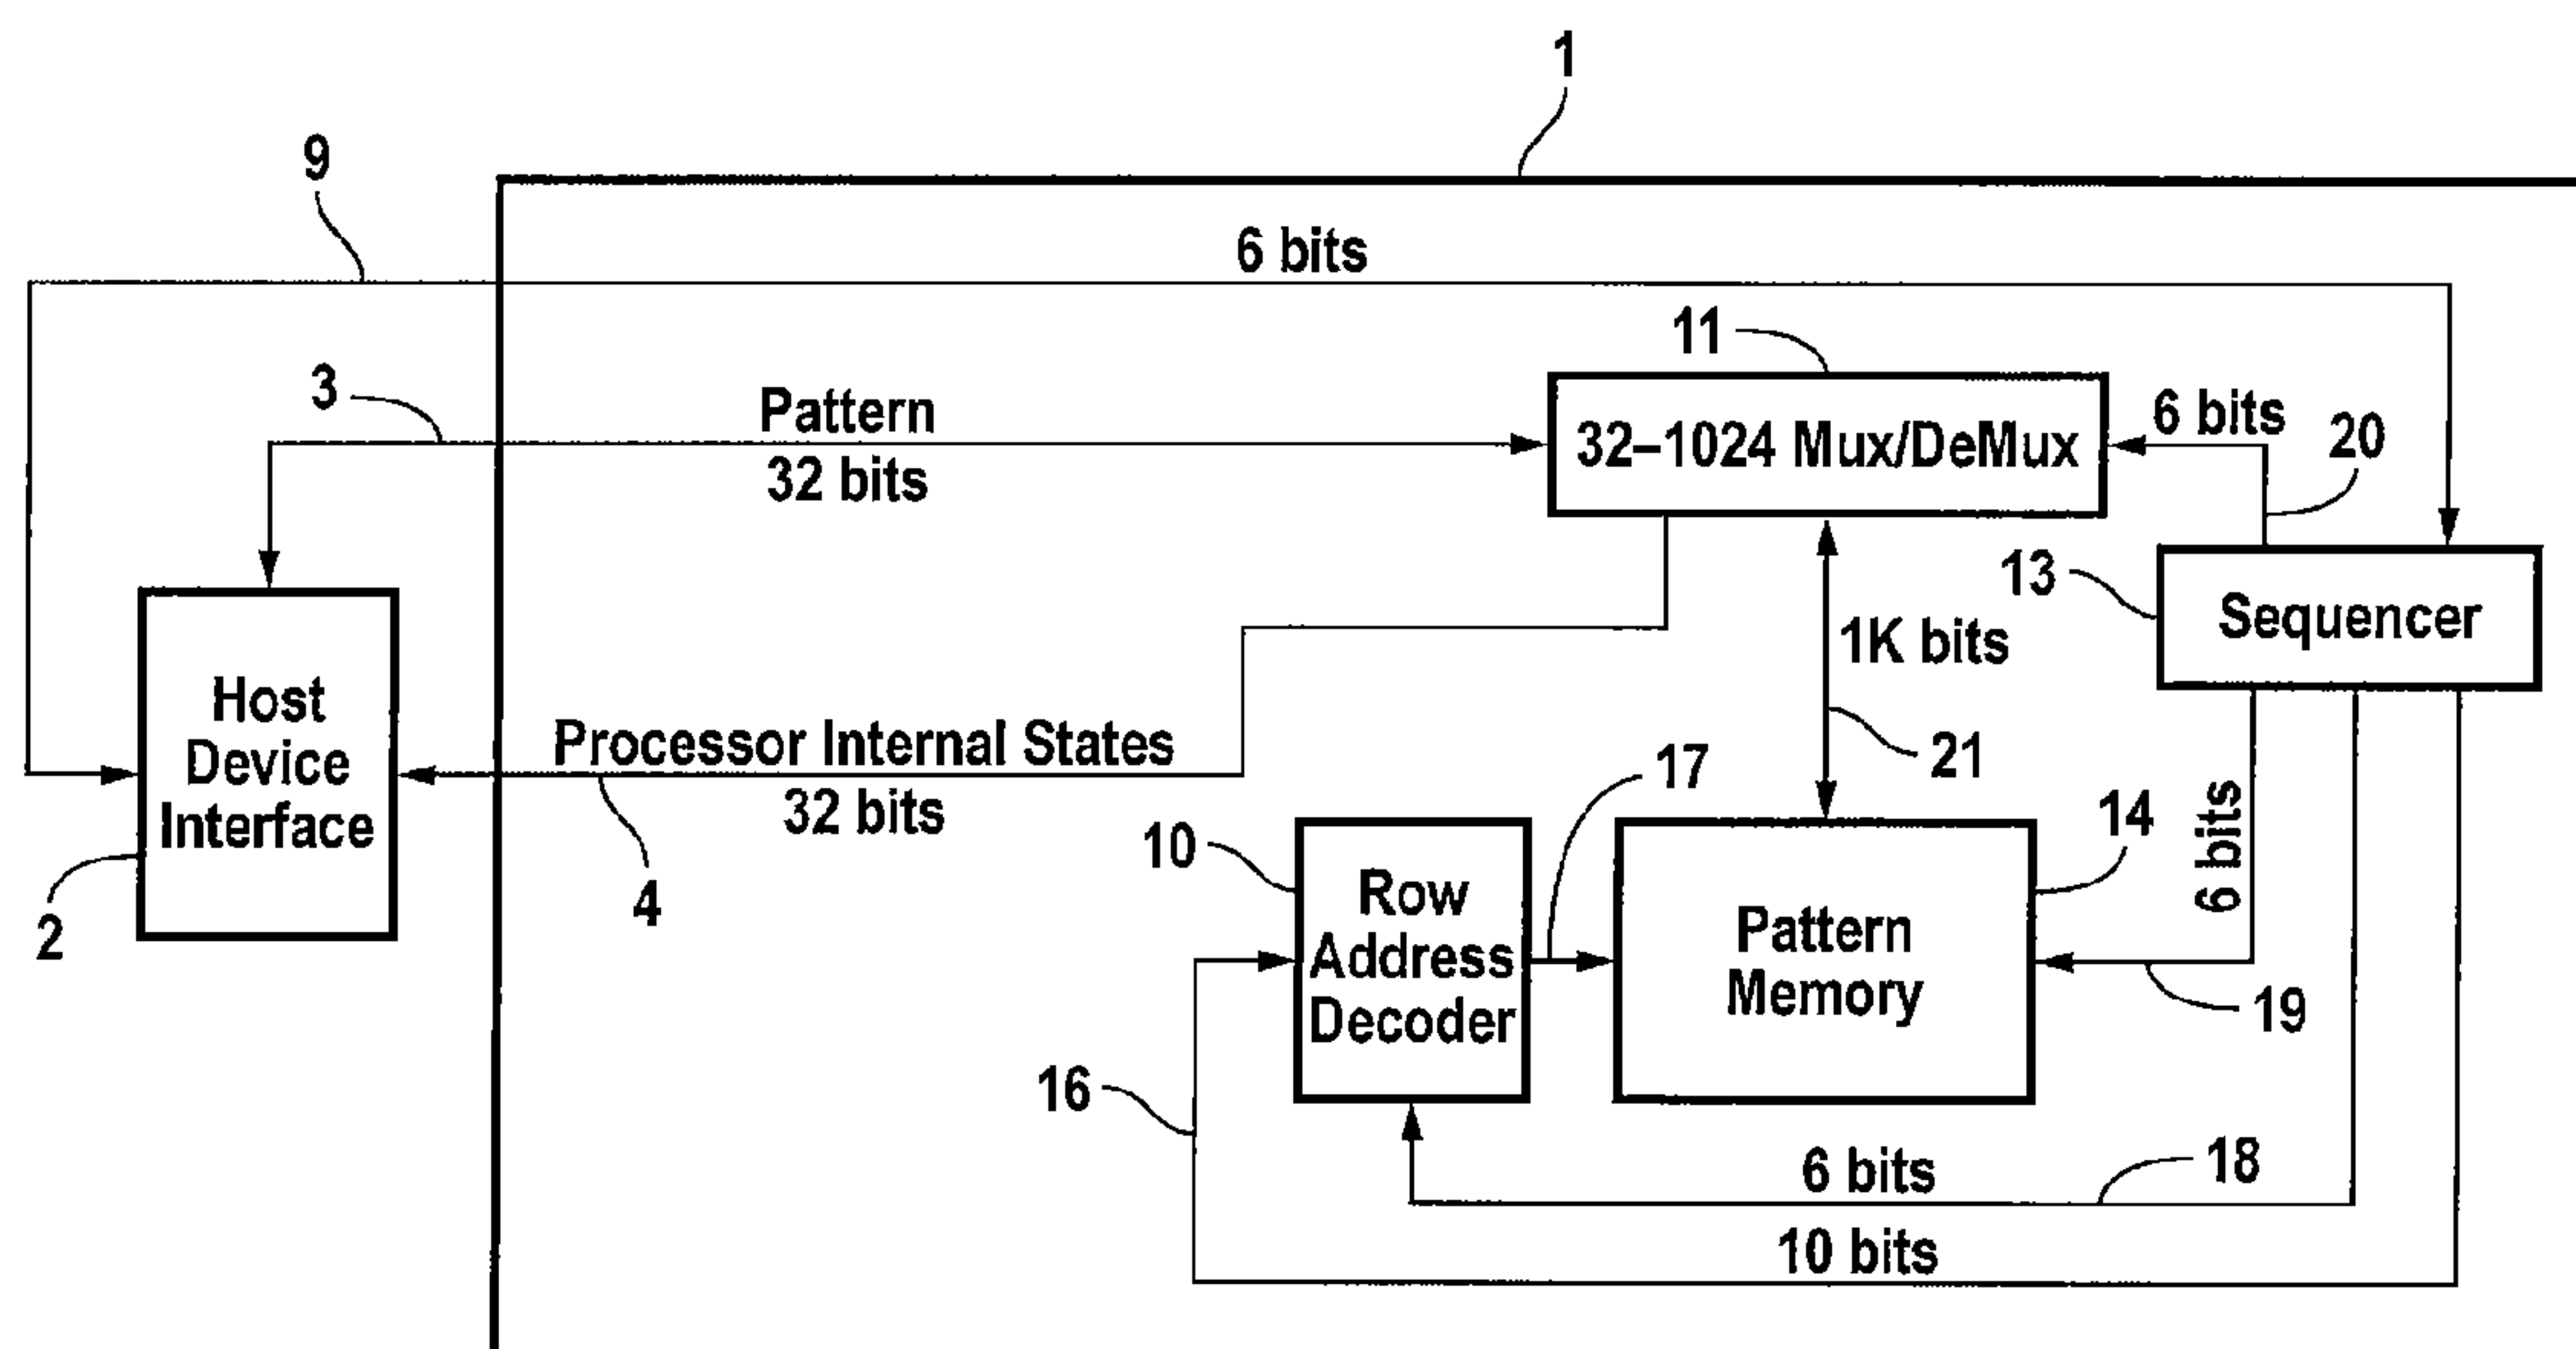 1
9
6 bits
11
3
Pattern
32 bits
32–1024 Mux/DeMux
6 bits
20
13
Sequencer
1K bits
21
Host
Device
Interface
2
Processor Internal States
32 bits
4
17
10
Row
Address
Decoder
14
Pattern
Memory
6 bits
19
16
6 bits
18
10 bits